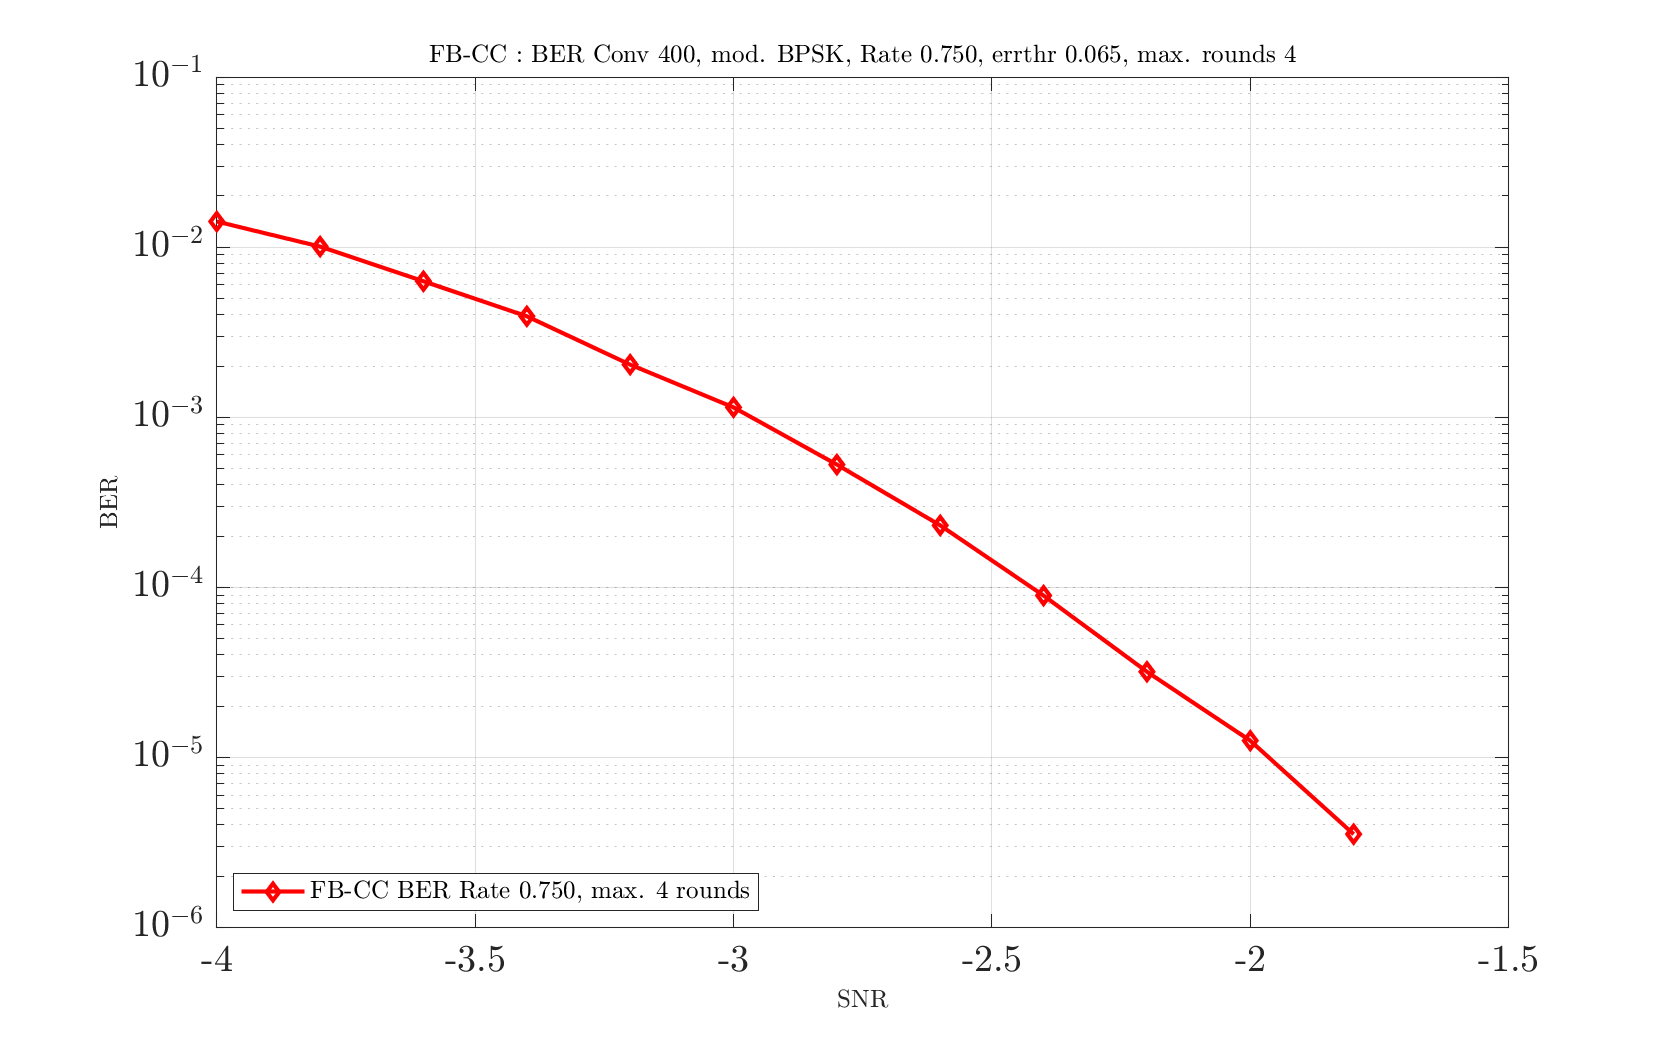 FB-CC : BER Conv 400, mod. BPSK, Rate 0.750, errthr 0.065, max. rounds 4
10^{-1}
10^{-2}
10^{-3}
10^{-4}
10^{-5}
10^{-6}
BER
FB-CC BER Rate 0.750, max. 4 rounds
-4 -3.5 -3 -2.5 -2 -1.5
SNR